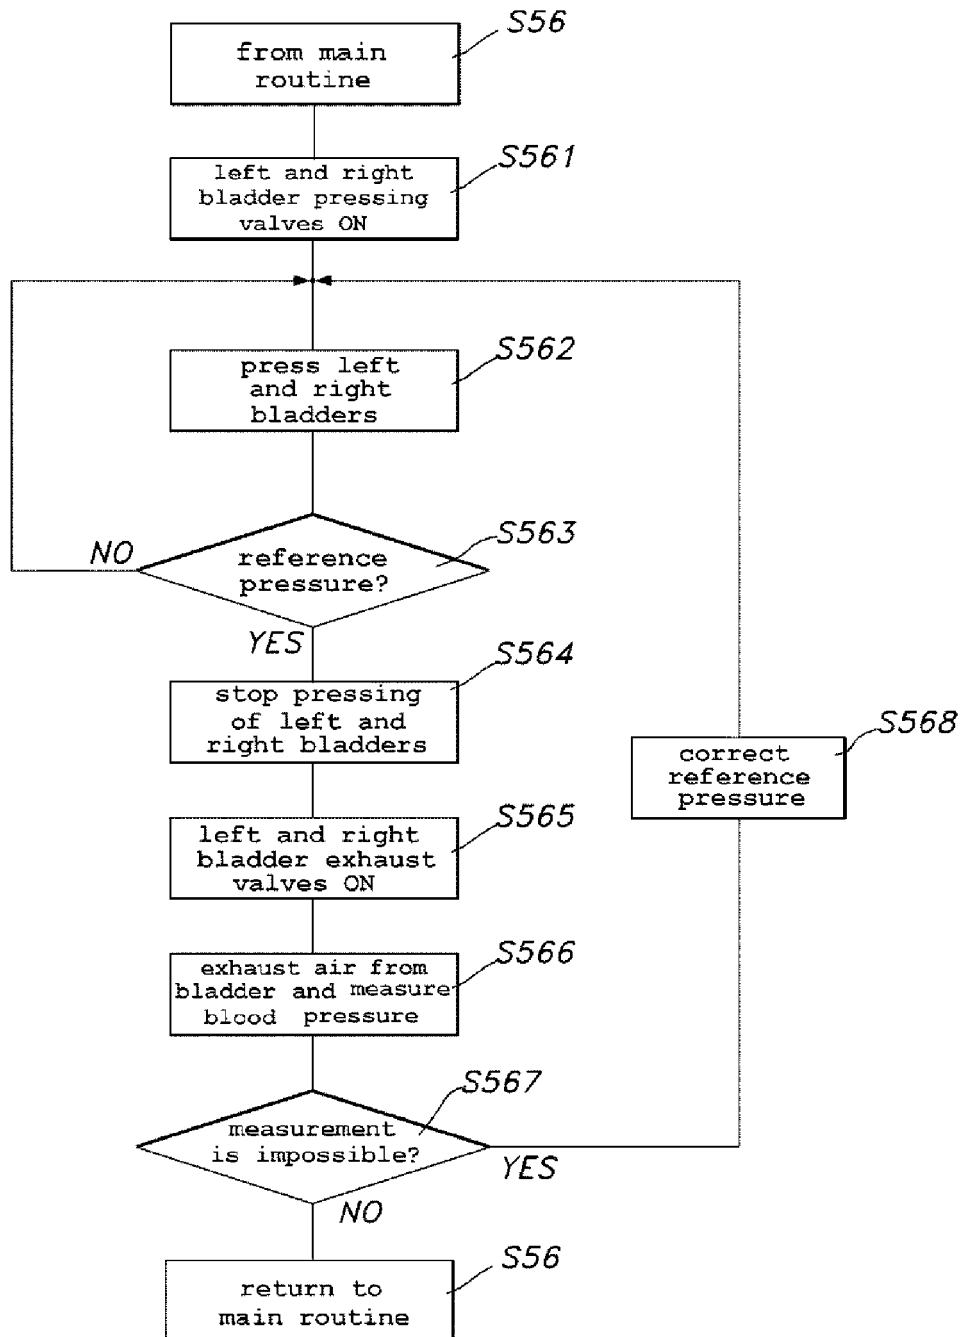 S56
from main
routine
S561
left and right
bladder pressing
valves ON
S562
press left
and right
bladders
S563
NO
reference
pressure?
YES
S564
stop pressing
of left and
right bladders
S568
correct
reference
pressure
S565
left and right
bladder exhaust
valves ON
S566
exhaust air from
bladder and measure
blood pressure
S567
measurement
is impossible?
YES
NO
S56
return to
main routine